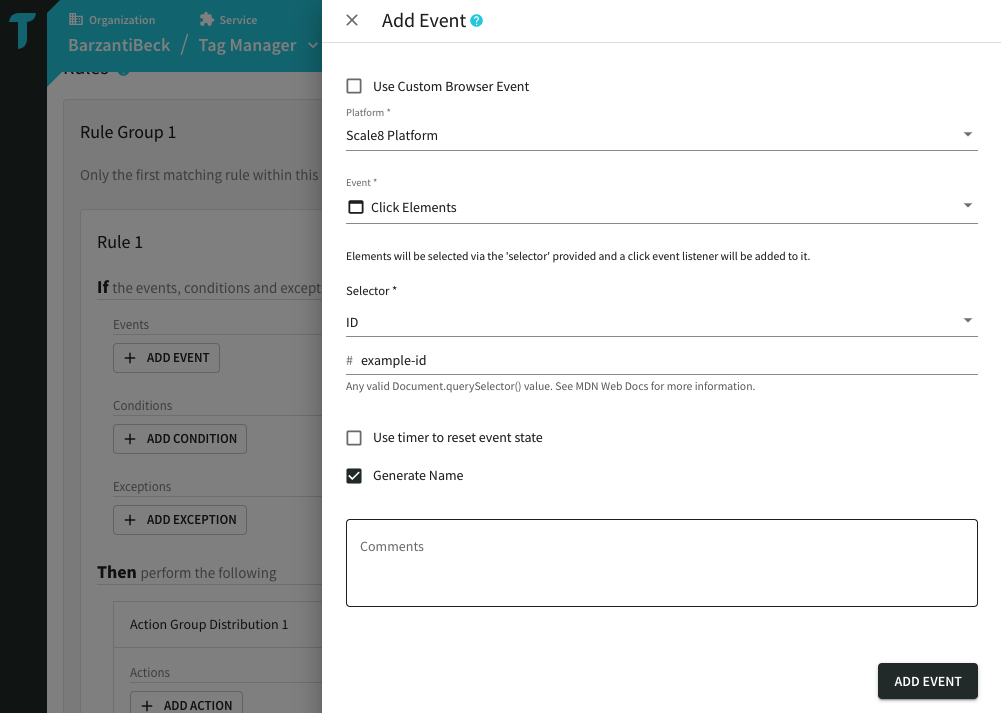 Organization
Service
BarzantiBeck / Tag Manager
Rules
Rule Group 1
Only the first matching rule within this
Rule 1
If the events, conditions and except
Events
+ ADD EVENT
Conditions
+ ADD CONDITION
Exceptions
+ ADD EXCEPTION
Then perform the following
Action Group Distribution 1
Actions
+ ADD ACTION
Add Event ?
Use Custom Browser Event
Platform *
Scale8 Platform
Event *
Click Elements
Elements will be selected via the 'selector' provided and a click event listener will be added to it.
Selector *
ID
# example-id
Any valid Document.querySelector() value. See MDN Web Docs for more information.
Use timer to reset event state
Generate Name
Comments
ADD EVENT